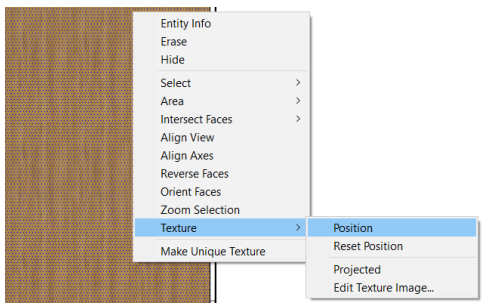 Entity Info
Erase
Hide
Select
Area
Intersect Faces
Align View
Align Axes
Reverse Faces
Orient Faces
Zoom Selection
Texture
Make Unique Texture
Position
Reset Position
Projected
Edit Texture Image...